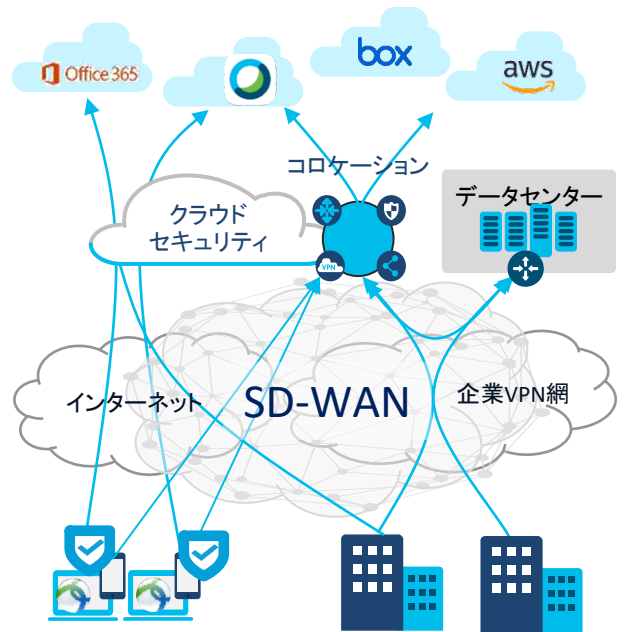 Office 365
box
aws
コロケーション
データセンター
クラウド
セキュリティ
VPN
インターネット
SD-WAN
企業VPN網